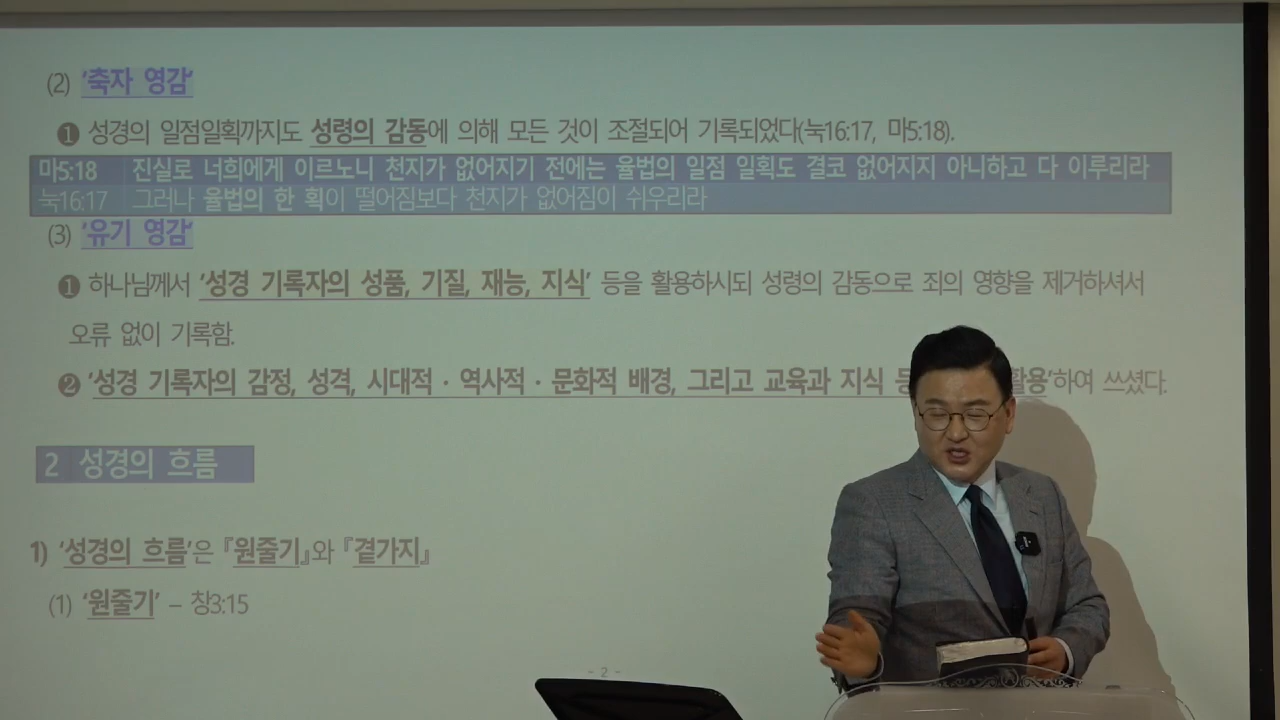 (2) '축자 영감'
❶ 성경의 일점일획까지도 성령의 감동에 의해 모든 것이 조절되어 기록되었다(눅16:17, 마5:18).
마5:18 진실로 너희에게 이르노니 천지가 없어지기 전에는 율법의 일점 일획도 결코 없어지지 아니하고 다 이루리라
눅16:17 그러나 율법의 한 획이 떨어짐보다 천지가 없어짐이 쉬우리라
(3) '유기 영감'
❶ 하나님께서 '성경 기록자의 성품, 기질, 재능, 지식' 등을 활용하시되 성령의 감동으로 죄의 영향을 제거하셔서
오류 없이 기록함.
❷ '성경 기록자의 감정, 성격, 시대적·역사적·문화적 배경, 그리고 교육과 지식 활용'하여 쓰셨다.
2 성경의 흐름
1) '성경의 흐름'은 『원줄기』와 『곁가지』
(1) '원줄기' – 창3:15
- 2 -